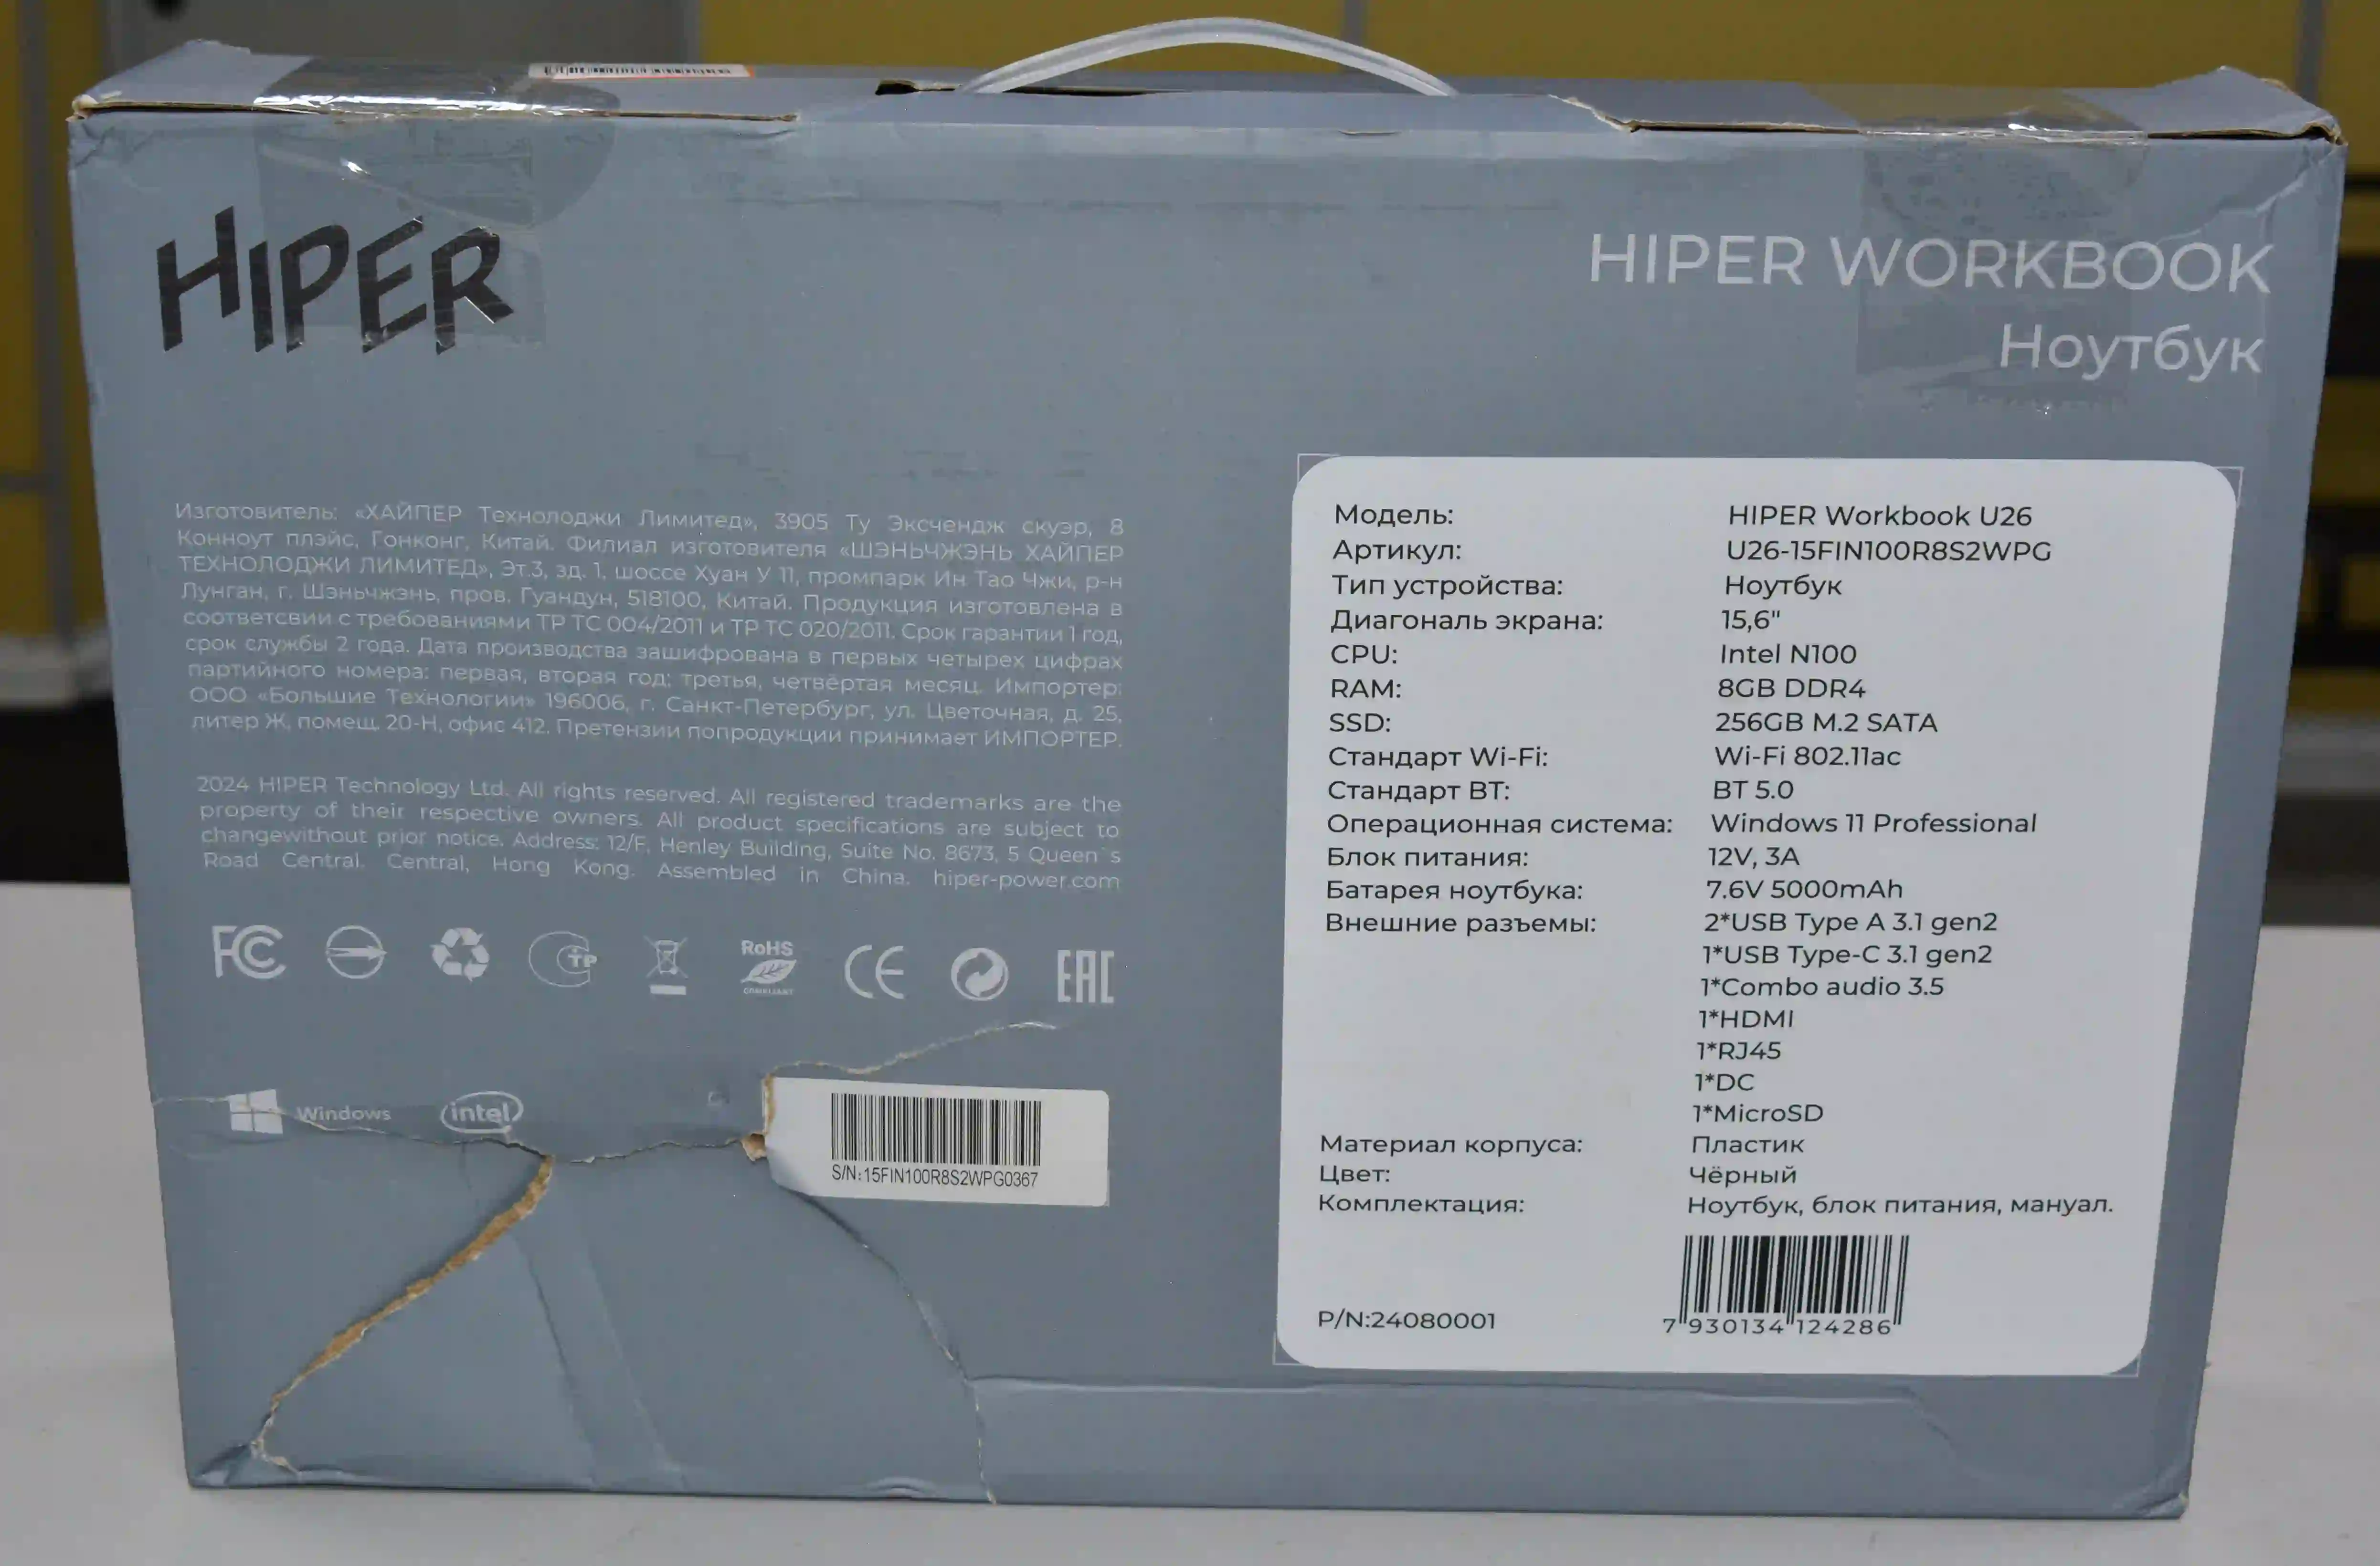 HIPER
HIPER WORKBOOK
Ноутбук
Изготовитель: «ХАЙПЕР Технолоджи Лимитед», 3905 Ту Эксчендж скуэр, 8
Конноут плэйс, Гонконг, Китай. Филиал изготовителя «ШЭНЬЧЖЭНЬ ХАЙПЕР
ТЕХНОЛОДЖИ ЛИМИТЕД», Эт.3, зд. 1, шоссе Хуан У 11, промпарк Ин Тао Чжи, р-н
Лунган, г. Шэньчжэнь, пров. Гуандун, 518100, Китай. Продукция изготовлена в
соответсвии с требованиями ТР ТС 004/2011 и ТР ТС 020/2011. Срок гарантии 1 год,
срок службы 2 года. Дата производства зашифрована в первых четырех цифрах
партийного номера: первая, вторая год; третья, четвёртая месяц. Импортер:
ООО «Большие Технологии» 196006, г. Санкт-Петербург, ул. Цветочная, д. 25,
литер Ж, помещ. 20-Н, офис 412. Претензии попродукции принимает ИМПОРТЕР.
2024 HIPER Technology Ltd. All rights reserved. All registered trademarks are the
property of their respective owners. All product specifications are subject to
changewithout prior notice. Address: 12/F, Henley Building, Suite No. 8673, 5 Queen`s
Road Central. Central, Hong Kong. Assembled in China. hiper-power.com
FC TP RoHS COMPLIANT CE EAC
Windows intel
S/N:15FIN100R8S2WPG0367
Модель: HIPER Workbook U26
Артикул: U26-15FIN100R8S2WPG
Тип устройства: Ноутбук
Диагональ экрана: 15,6"
CPU: Intel N100
RAM: 8GB DDR4
SSD: 256GB M.2 SATA
Стандарт Wi-Fi: Wi-Fi 802.11ac
Стандарт BT: BT 5.0
Операционная система: Windows 11 Professional
Блок питания: 12V, 3A
Батарея ноутбука: 7.6V 5000mAh
Внешние разъемы: 2*USB Type A 3.1 gen2
1*USB Type-C 3.1 gen2
1*Combo audio 3.5
1*HDMI
1*RJ45
1*DC
1*MicroSD
Материал корпуса: Пластик
Цвет: Чёрный
Комплектация: Ноутбук, блок питания, мануал.
P/N:24080001
7 930134 124286